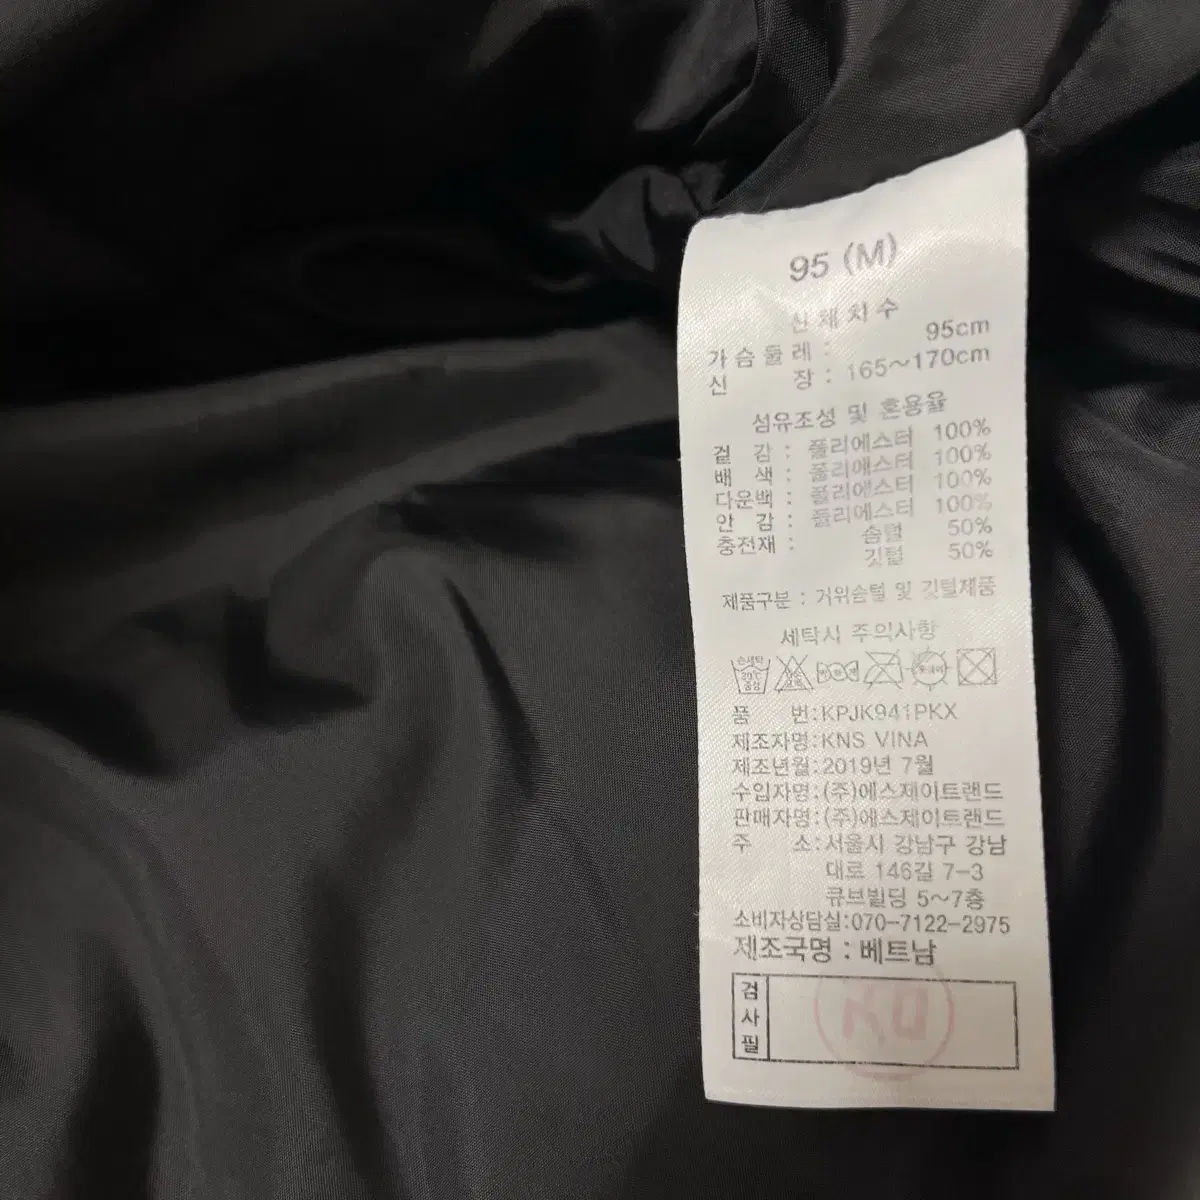 95 (M)
신체치수
가슴둘레 : 95cm
신 장 : 165~170cm
섬유조성 및 혼용율
겉 감 : 폴리에스터 100%
배 색 : 폴리에스터 100%
다운백 : 폴리에스터 100%
안 감 : 폴리에스터 100%
충전재 : 솜털 50%
깃털 50%
제품구분 : 거위솜털 및 깃털제품
세탁시 주의사항
손세탁
20℃
중성
품 번:KPJK941PKX
제조자명:KNS VINA
제조년월:2019년 7월
수입자명:(주)에스제이트랜드
판매자명:(주)에스제이트랜드
주 소:서울시 강남구 강남
대로 146길 7-3
큐브빌딩 5~7층
소비자상담실:070-7122-2975
제조국명 : 베트남
검
사
필